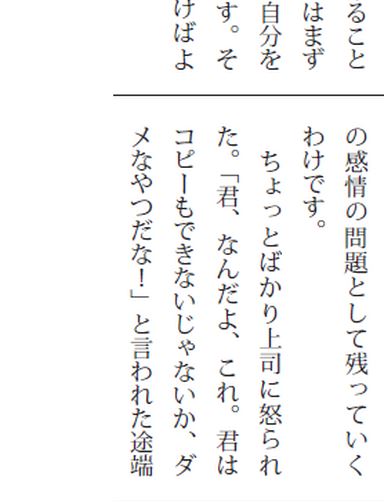 ること
はまず
自分を
す。そ
けばよ
の感情の問題として残っていく
わけです。
ちょっとばかり上司に怒られ
た。「君、なんだよ、これ。君は
コピーもできないじゃないか、ダ
メなやつだな！」と言われた途端